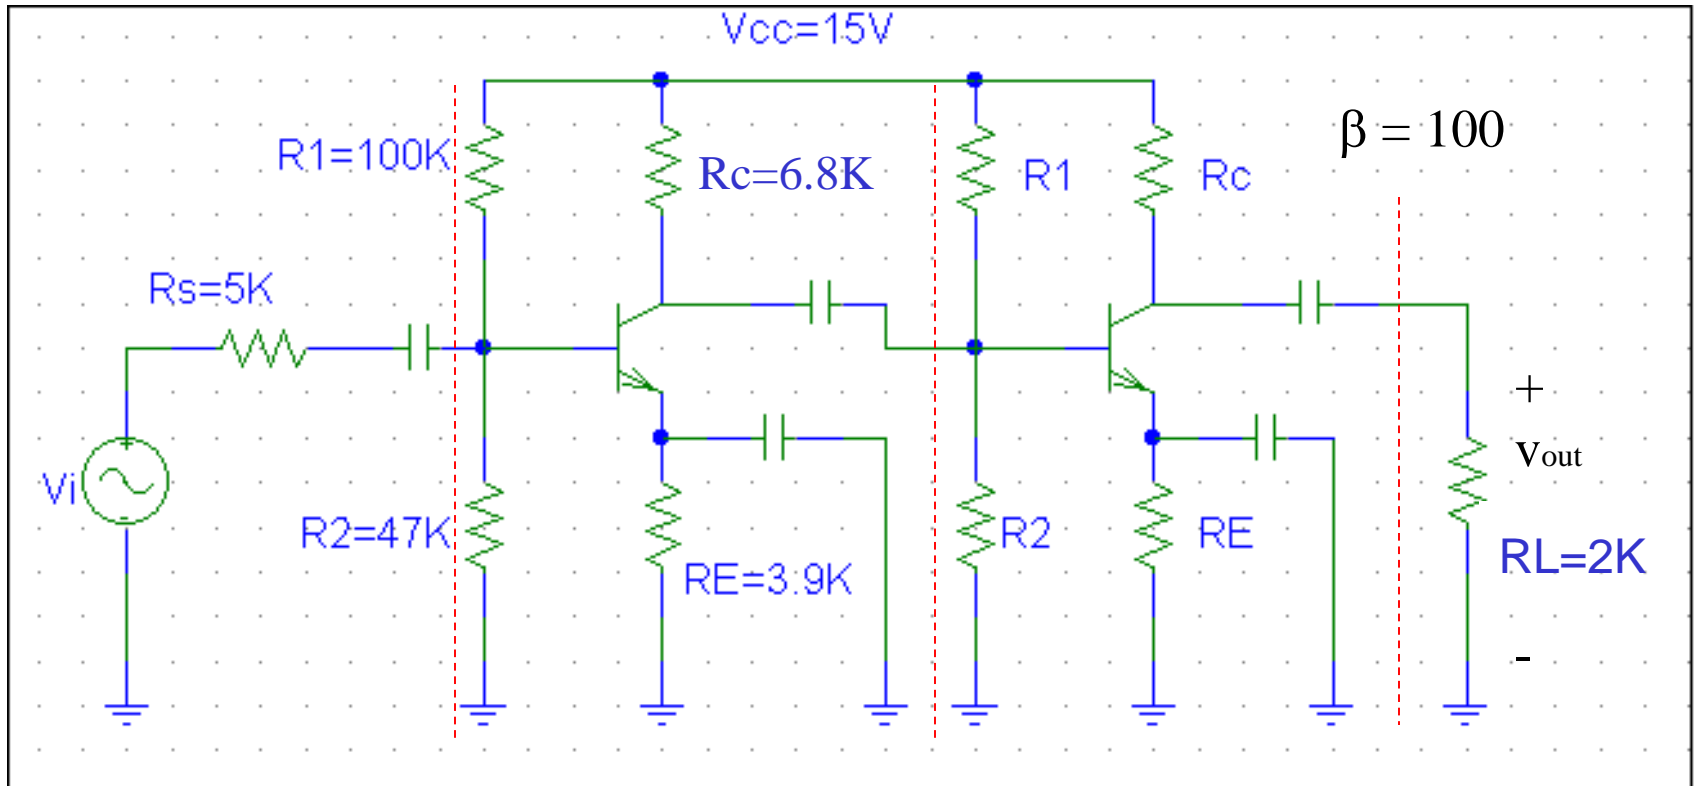 Vcc=15V
β = 100
R1=100K
Rc=6.8K
R1
Rc
Rs=5K
+
Vi
+
-
vout
R2=47K
R2
RE
RL=2K
RE=3.9K
-